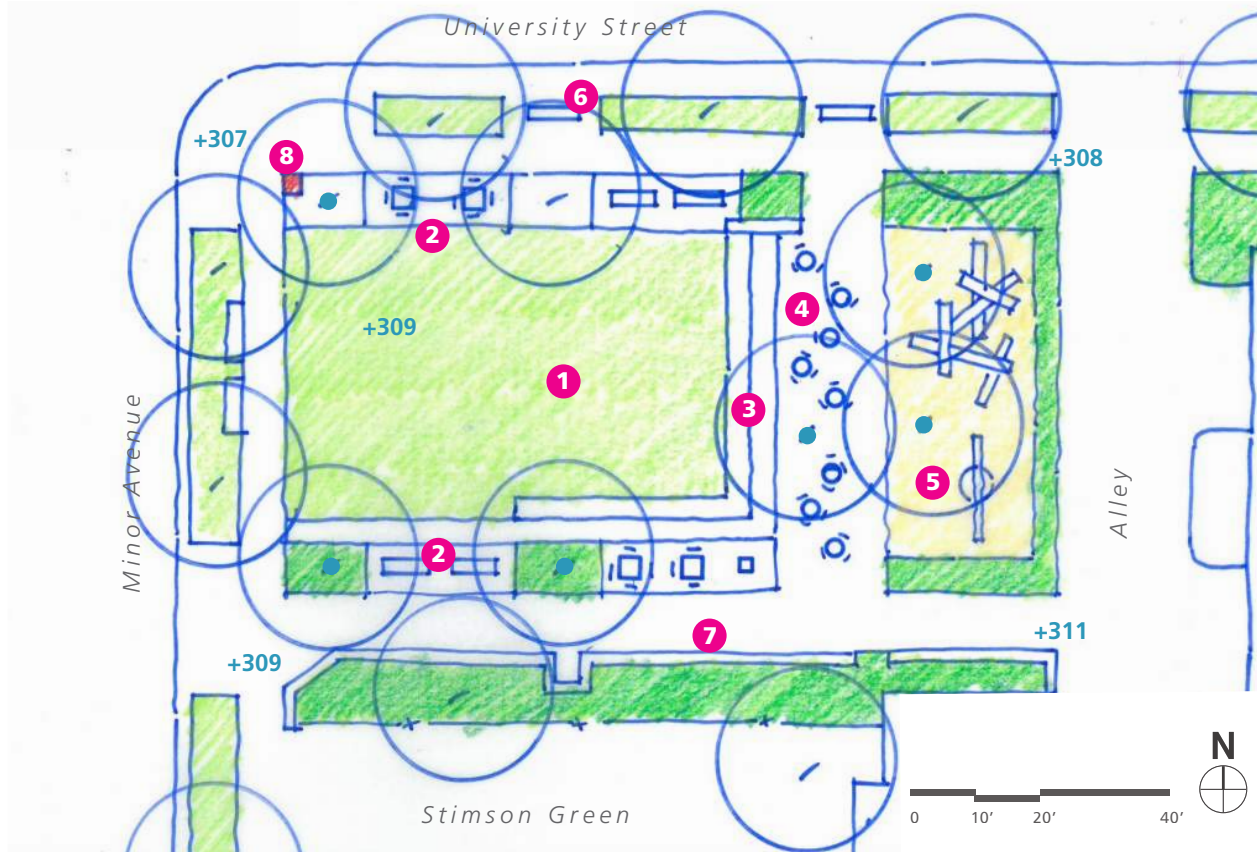 University Street
6
+307
8
+308
2
4
+309
1
3
5
Minor Avenue
Alley
2
7
+311
+309
N
Stimson Green
0 10’ 20’ 40’